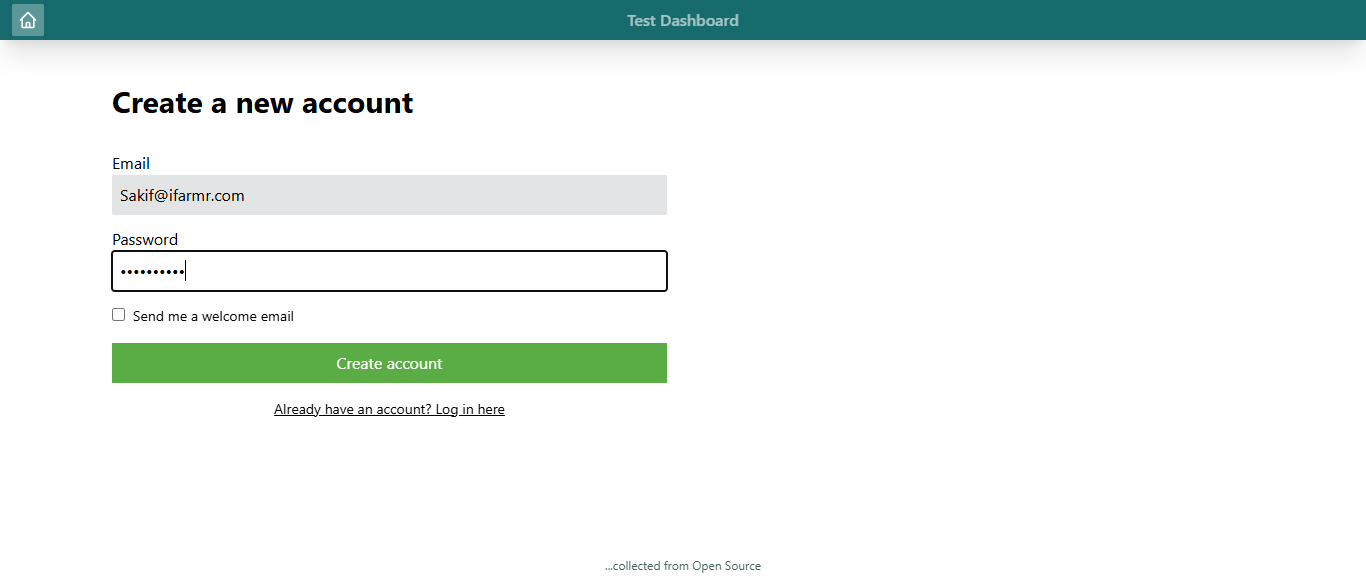 Test Dashboard
Create a new account
Email
Sakif@ifarmr.com
Password
••••••••••
Send me a welcome email
Create account
Already have an account? Log in here
...collected from Open Source